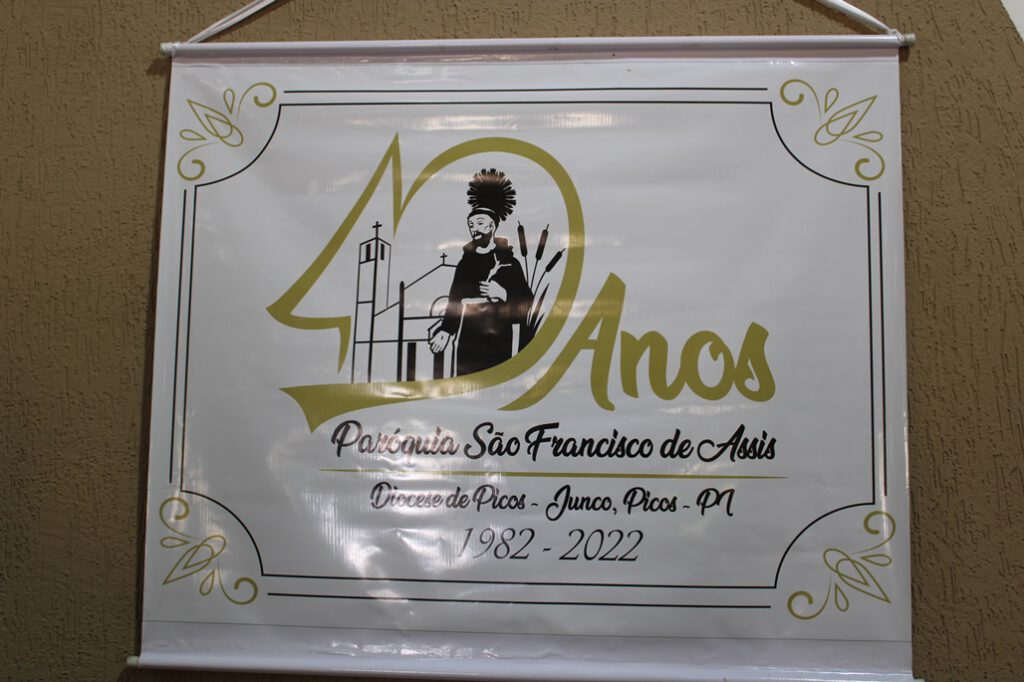 40 Anos
Paróquia São Francisco de Assis
Diocese de Picos - Junco, Picos - PI
1982 - 2022